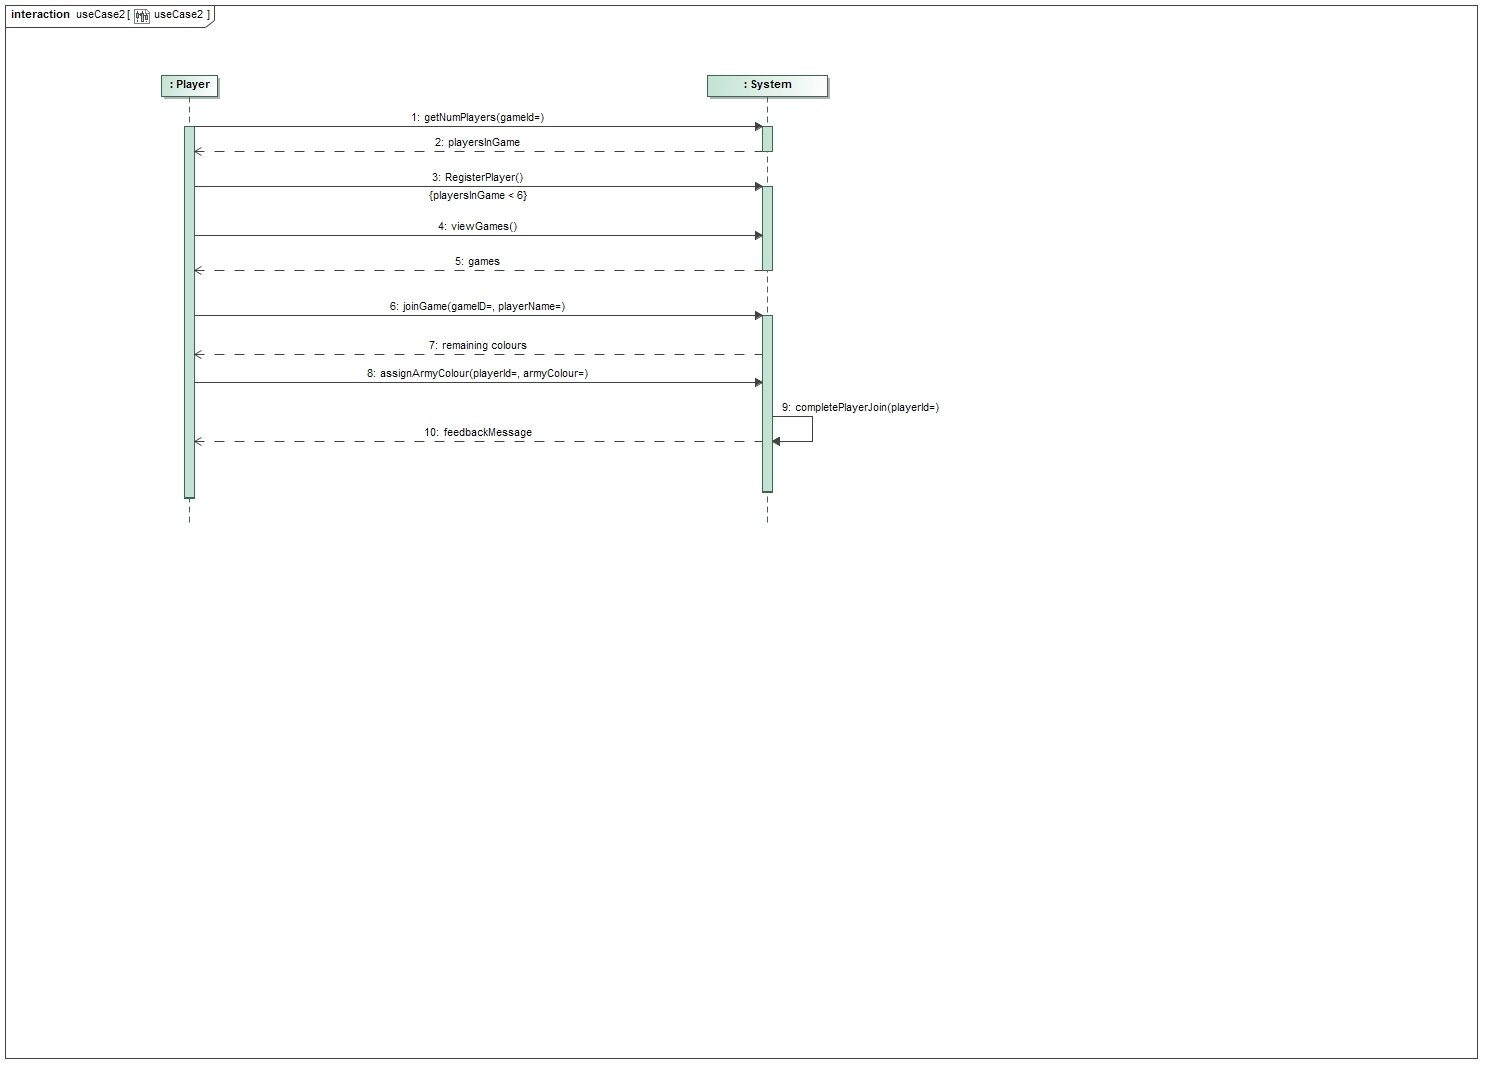 interaction useCase2 [ useCase2 ]
: Player
: System
1: getNumPlayers(gameId=)
2: playersInGame
3: RegisterPlayer()
{playersInGame < 6}
4: viewGames()
5: games
6: joinGame(gameID=, playerName=)
7: remaining colours
8: assignArmyColour(playerId=, armyColour=)
9: completePlayerJoin(playerId=)
10: feedbackMessage